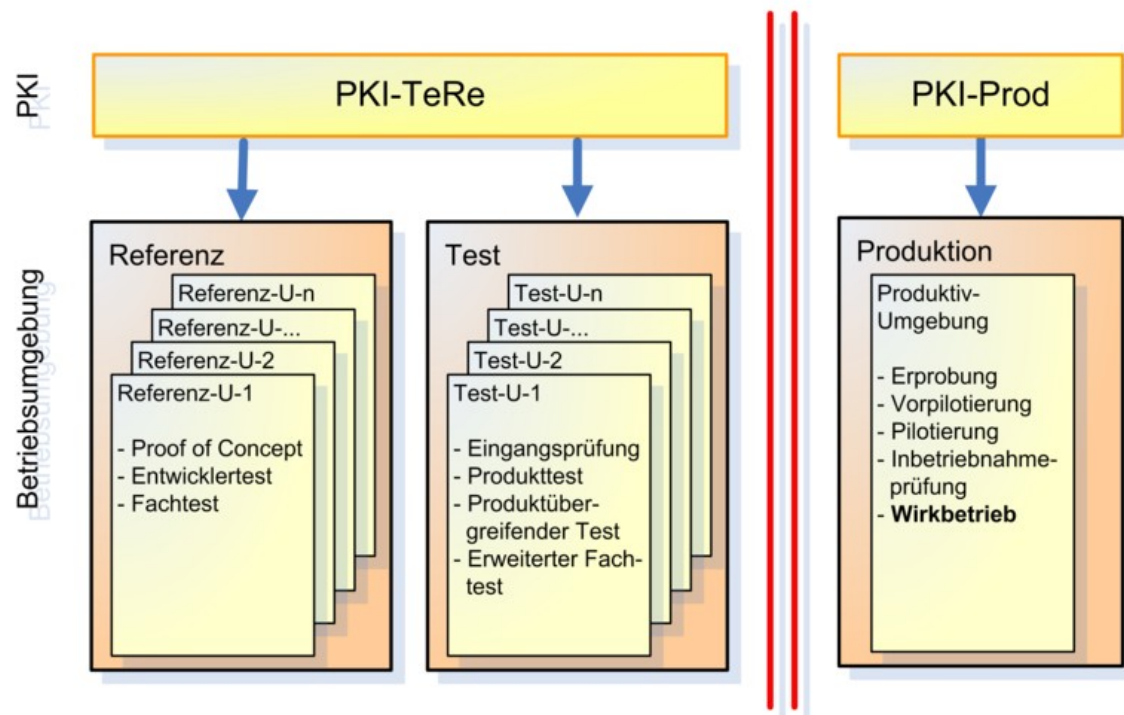 PKI
PKI-TeRe
PKI-Prod
Betriebsumgebung
Referenz
Referenz-U-n
Referenz-U-...
Referenz-U-2
Referenz-U-1
- Proof of Concept
- Entwicklertest
- Fachtest
Test
Test-U-n
Test-U-...
Test-U-2
Test-U-1
- Eingangsprüfung
- Produkttest
- Produktüber-
greifender Test
- Erweiterter Fach-
test
Produktion
Produktiv-
Umgebung
- Erprobung
- Vorpilotierung
- Pilotierung
- Inbetriebnahme-
prüfung
- Wirkbetrieb